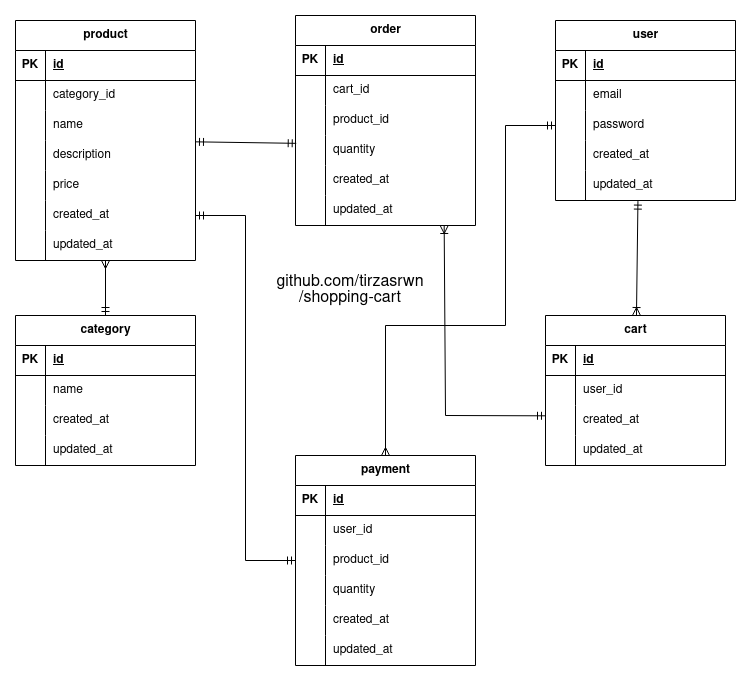 product
PK id
category_id
name
description
price
created_at
updated_at
order
PK id
cart_id
product_id
quantity
created_at
updated_at
user
PK id
email
password
created_at
updated_at
github.com/tirzasrwn
/shopping-cart
category
PK id
name
created_at
updated_at
cart
PK id
user_id
created_at
updated_at
payment
PK id
user_id
product_id
quantity
created_at
updated_at